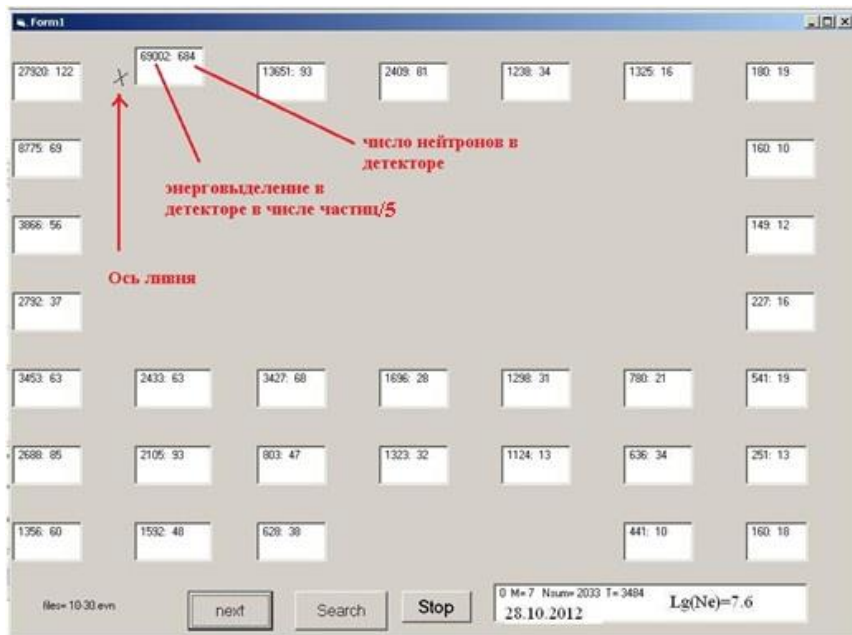 Form1
69002: 684
27920: 122
13651: 93
2409: 81
1238: 34
1325: 16
180: 19
8775: 69
число нейтронов в
детекторе
160: 10
энерговыделение в
детекторе в числе частиц/5
3866: 56
149: 12
Ось ливня
2792: 37
227: 16
3453: 63
2433: 63
3427: 68
1696: 28
1298: 31
780: 21
541: 19
2688: 85
2105: 93
803: 47
1323: 32
1124: 13
636: 34
251: 13
1356: 60
1592: 48
628: 38
441: 10
160: 18
files= 10-30.evn
next
Search
Stop
0 M= 7 Nsum= 2033 T= 3484
Lg(Ne)=7.6
28.10.2012